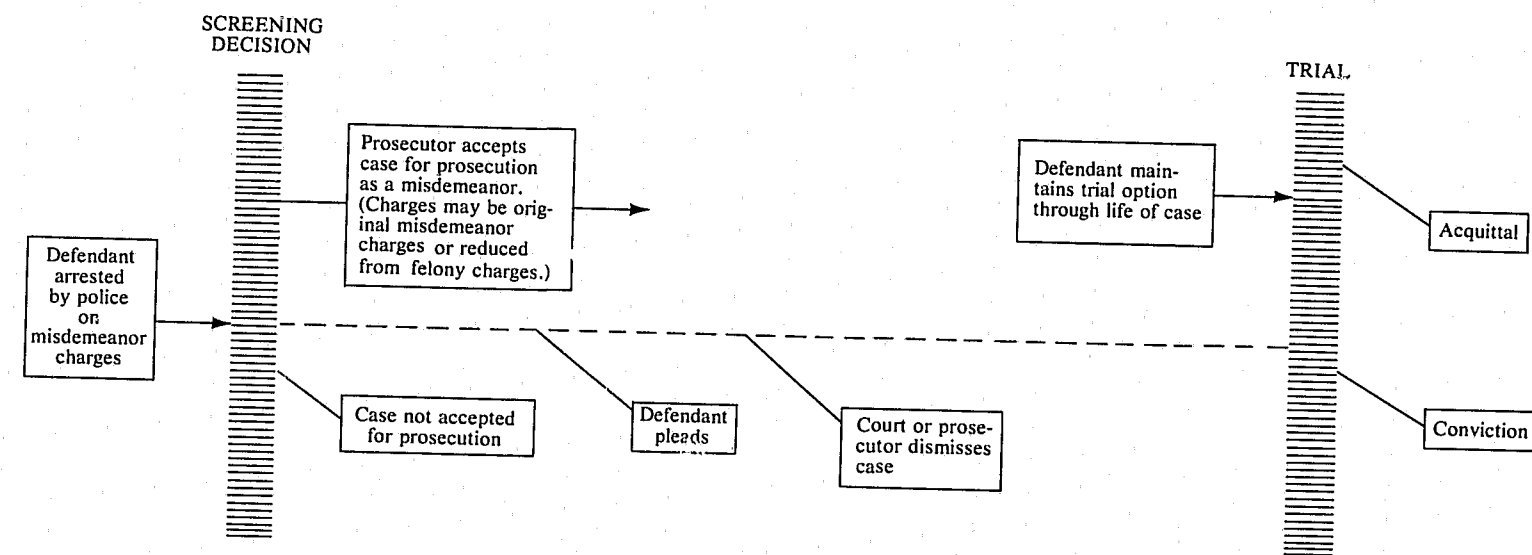 SCREENING
DECISION
TRIAL
Prosecutor accepts
case for prosecution
as a misdemeanor.
(Charges may be orig-
inal misdemeanor
charges or reduced
from felony charges.)
Defendant main-
tains trial option
through life of case
Acquittal
Defendant
arrested
by police
on
misdemeanor
charges
Case not accepted
for prosecution
Defendant
pleads
Court or prose-
cutor dismisses
case
Conviction